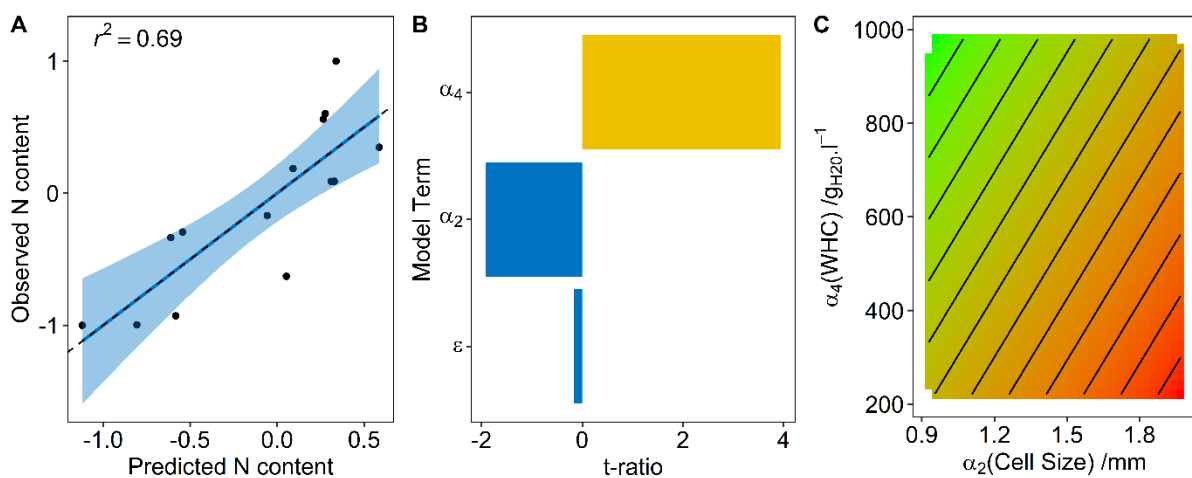 A
r² = 0.69
1
0
-1
Observed N content
-1.0
-0.5
0.0
0.5
Predicted N content
B
α₄
α₂
ε
Model Term
-2
0
2
4
t-ratio
C
1000
800
600
400
200
α₄(WHC) /g_H20.l⁻¹
0.9
1.2
1.5
1.8
α₂(Cell Size) /mm